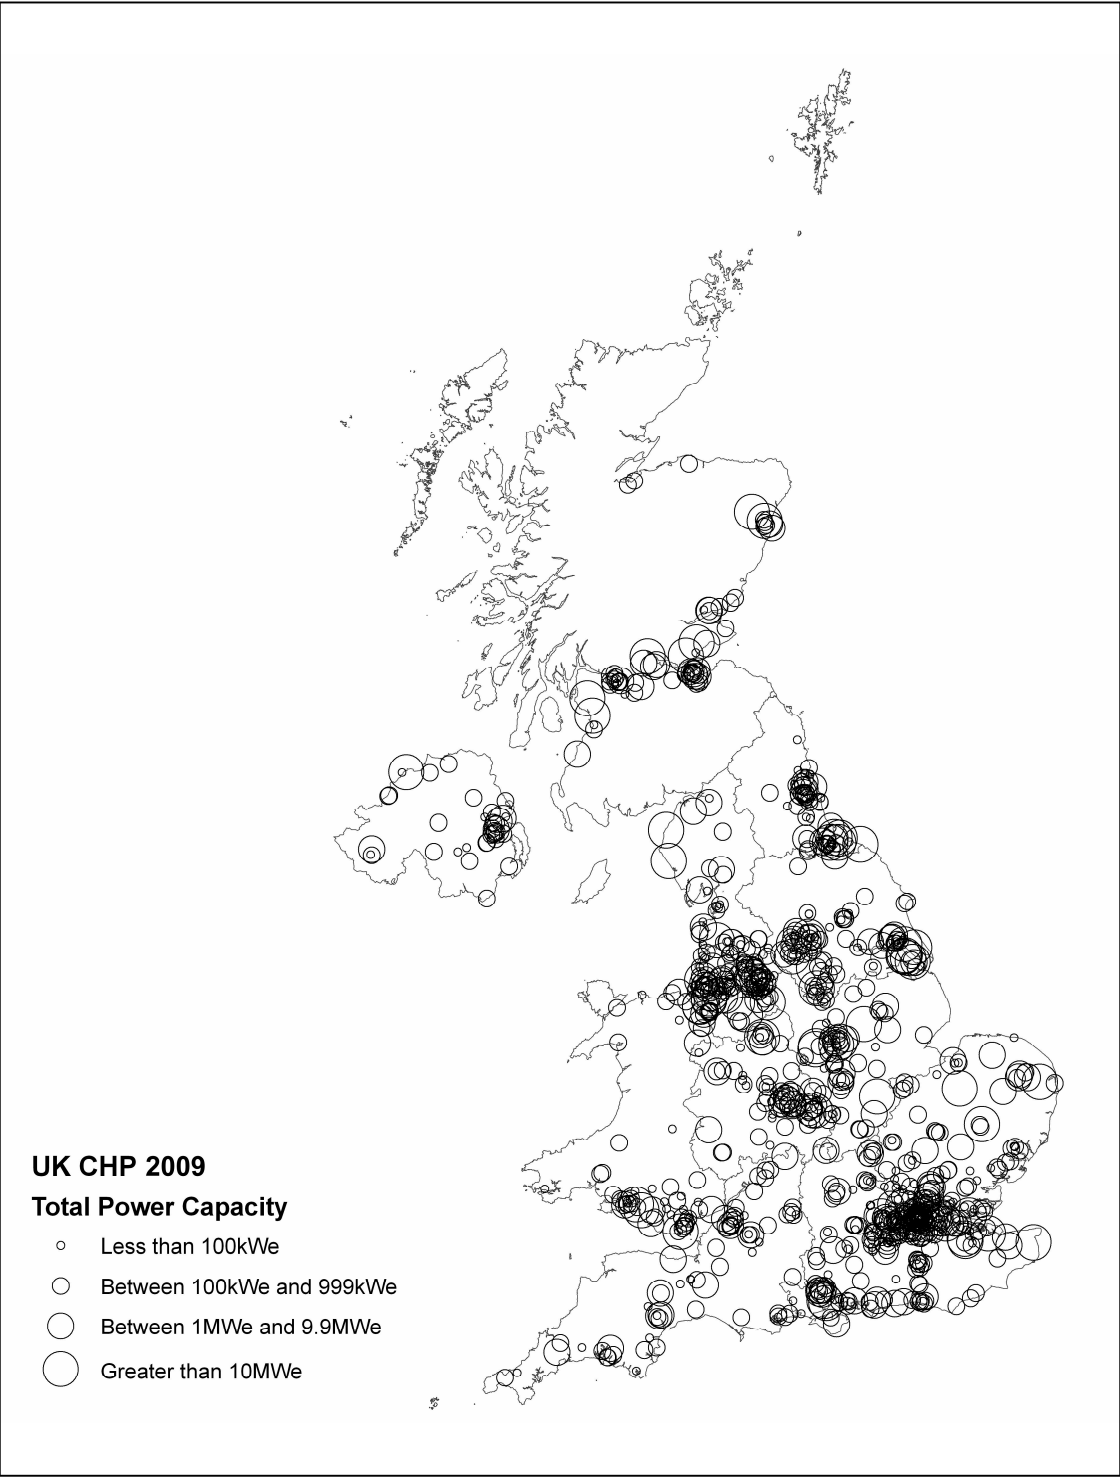 UK CHP 2009
Total Power Capacity
Less than 100kWe
Between 100kWe and 999kWe
Between 1MWe and 9.9MWe
Greater than 10MWe